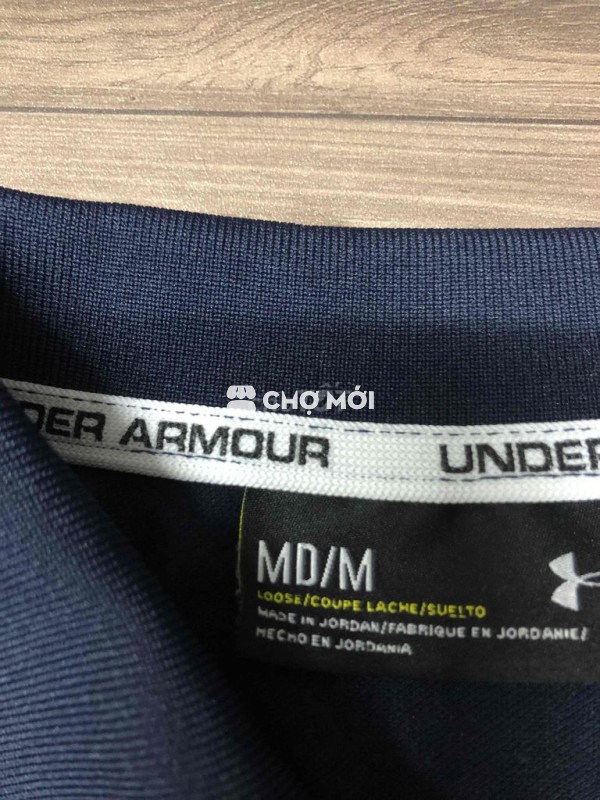 CHỢ MỚI
DER ARMOUR UNDER
MD/M
LOOSE/COUPE LACHE/SUELTO
MADE IN JORDAN/FABRIQUE EN JORDANIE/
HECHO EN JORDANIA